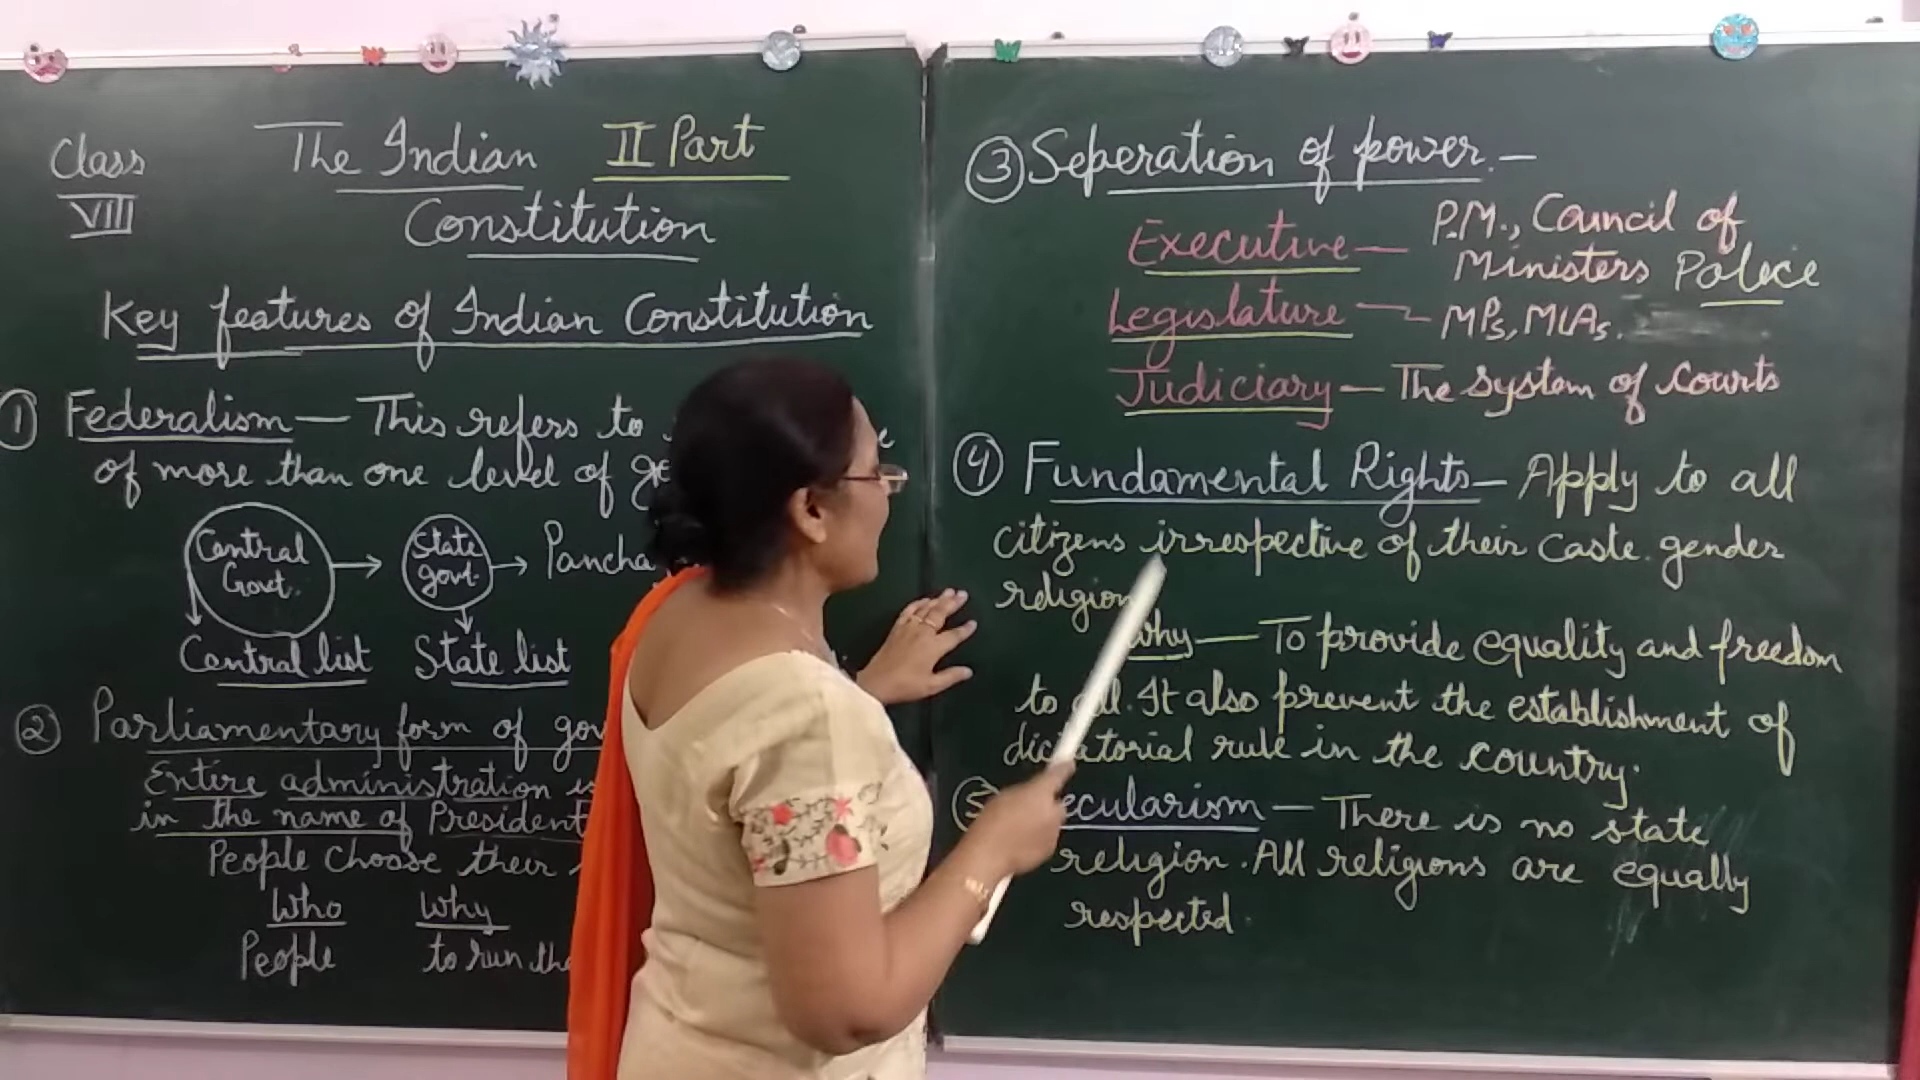 Class
VIII
The Indian II Part
Constitution
Key features of Indian Constitution
1 Federalism — This refers to
of more than one level of
Central
Govt.
State
govt.
Central list
State list
2 Parliamentary form of
Entire administration is
in the name of President
People choose their
Who Why
People to run
3 Seperation of power. —
Executive — P.M., Council of
Ministers Police
Legislature — MPs, MLAs.
Judiciary — The system of Courts
4 Fundamental Rights — Apply to all
citizens irrespective of their Caste. gender
religion
Why — To provide equality and freedom
to all. It also prevent the establishment of
dictatorial rule in the country.
5 Secularism — There is no state
religion. All religions are equally
respected.